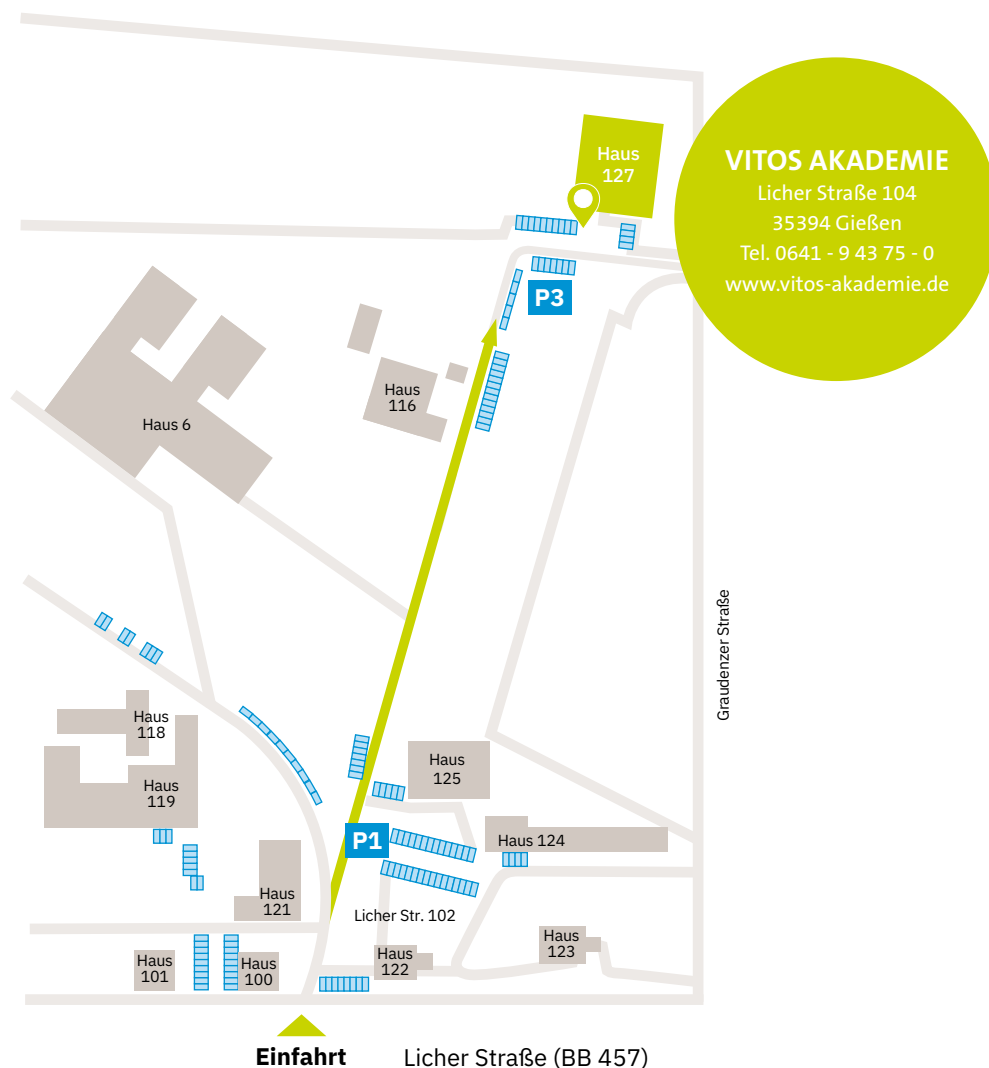 Haus
127
VITOS AKADEMIE
Licher Straße 104
35394 Gießen
Tel. 0641 - 9 43 75 - 0
www.vitos-akademie.de
P3
Haus
116
Haus 6
Graudenzer Straße
Haus
118
Haus
119
Haus
125
P1
Haus 124
Haus
121
Licher Str. 102
Haus
101
Haus
100
Haus
122
Haus
123
Einfahrt
Licher Straße (BB 457)